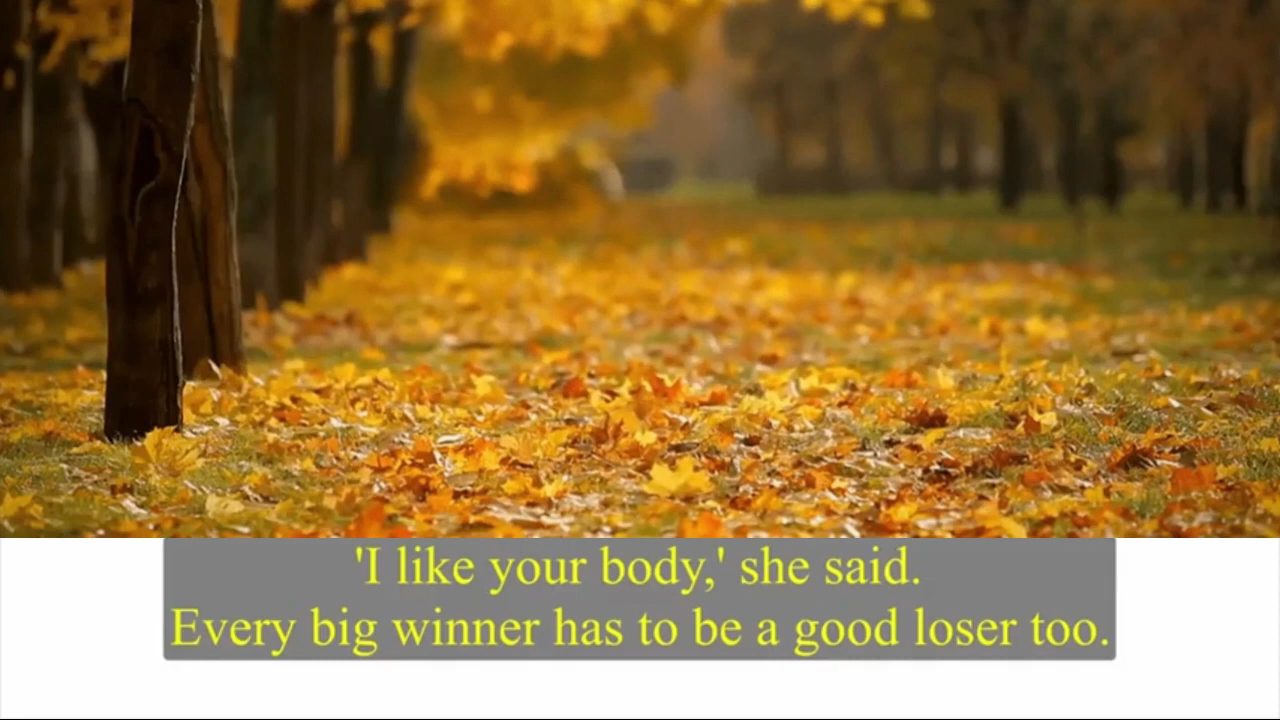 'I like your body,' she said.
Every big winner has to be a good loser too.